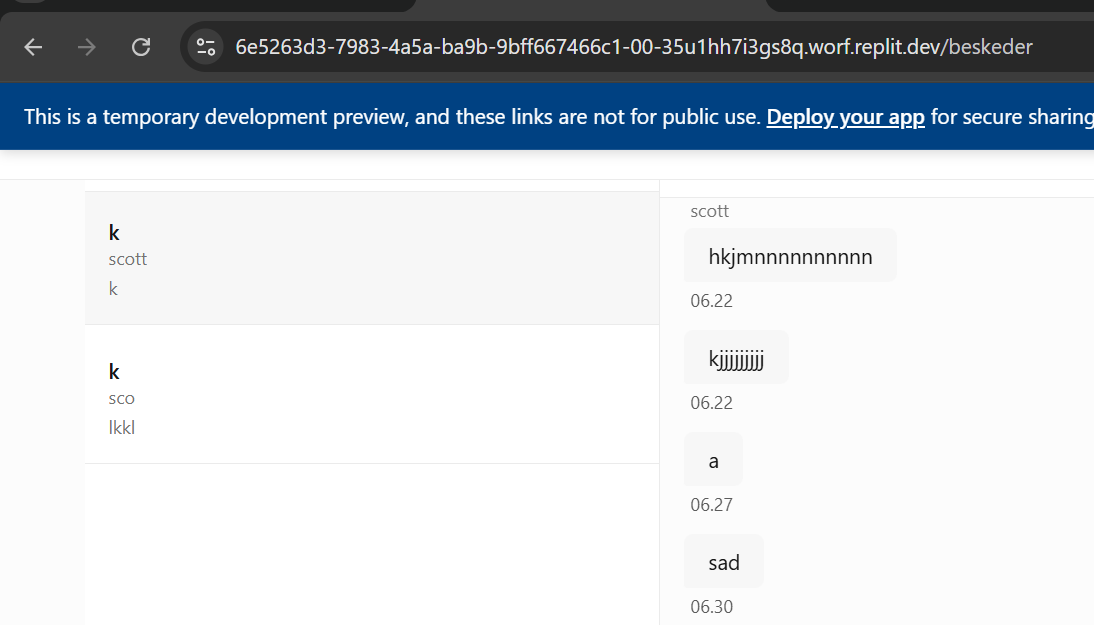 6e5263d3-7983-4a5a-ba9b-9bff667466c1-00-35u1hh7i3gs8q.worf.replit.dev/beskeder
This is a temporary development preview, and these links are not for public use. Deploy your app for secure sharing
k
scott
k
k
sco
lkkl
scott
hkjmnnnnnnnnnn
06.22
kjjjjjjjjj
06.22
a
06.27
sad
06.30